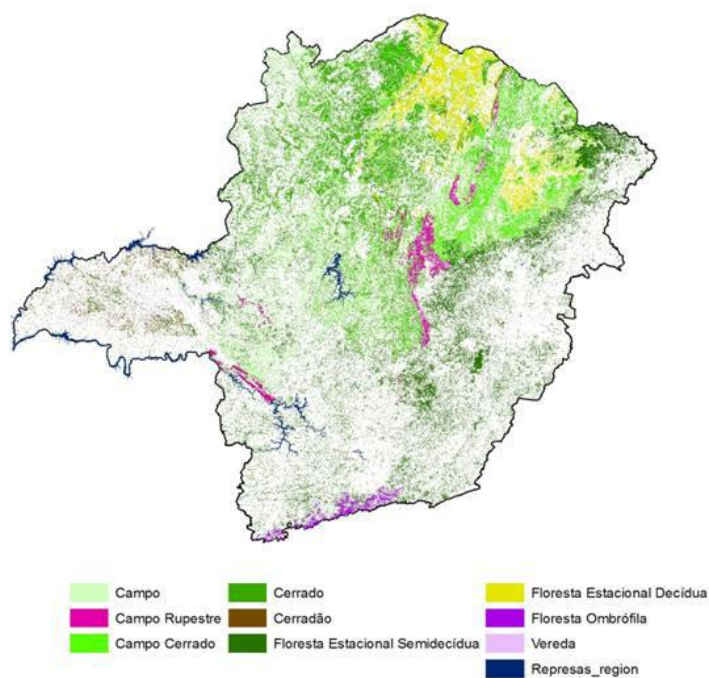 Campo
Campo Rupestre
Campo Cerrado
Cerrado
Cerradão
Floresta Estacional Semidecídua
Floresta Estacional Decídua
Floresta Ombrófila
Vereda
Represas_region